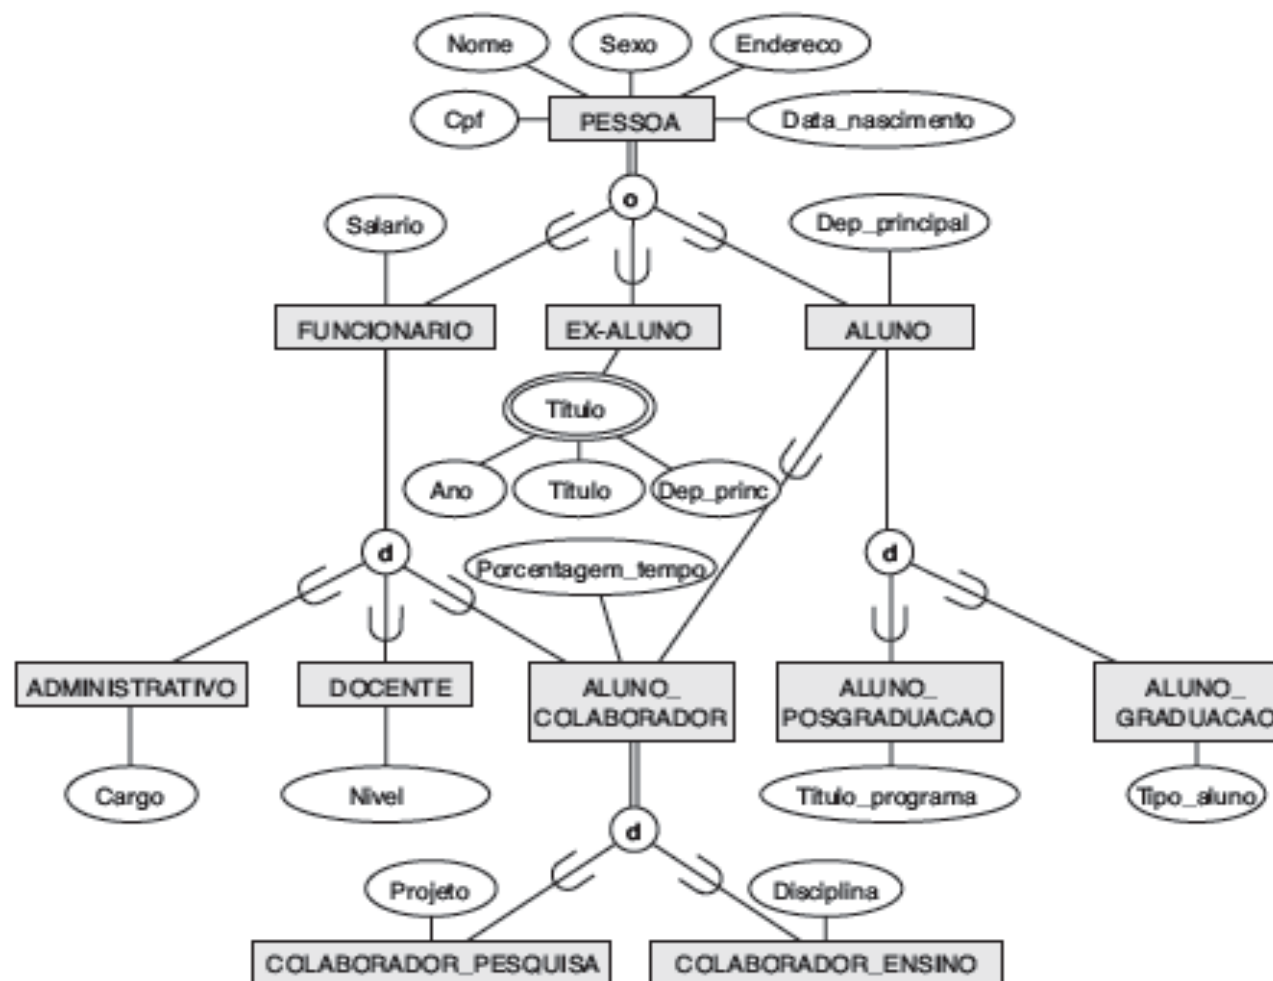 Nome
Sexo
Endereco
Cpf
PESSOA
Data_nascimento
o
Salario
Dep_principal
FUNCIONARIO
EX-ALUNO
ALUNO
Titulo
Ano
Titulo
Dep_princ
d
Porcentagem_tempo
d
ADMINISTRATIVO
DOCENTE
ALUNO_
COLABORADOR
ALUNO_
POSGRADUACAO
ALUNO_
GRADUACAO
Cargo
Nivel
Titulo_programa
Tipo_aluno
d
Projeto
Disciplina
COLABORADOR_PESQUISA
COLABORADOR_ENSINO